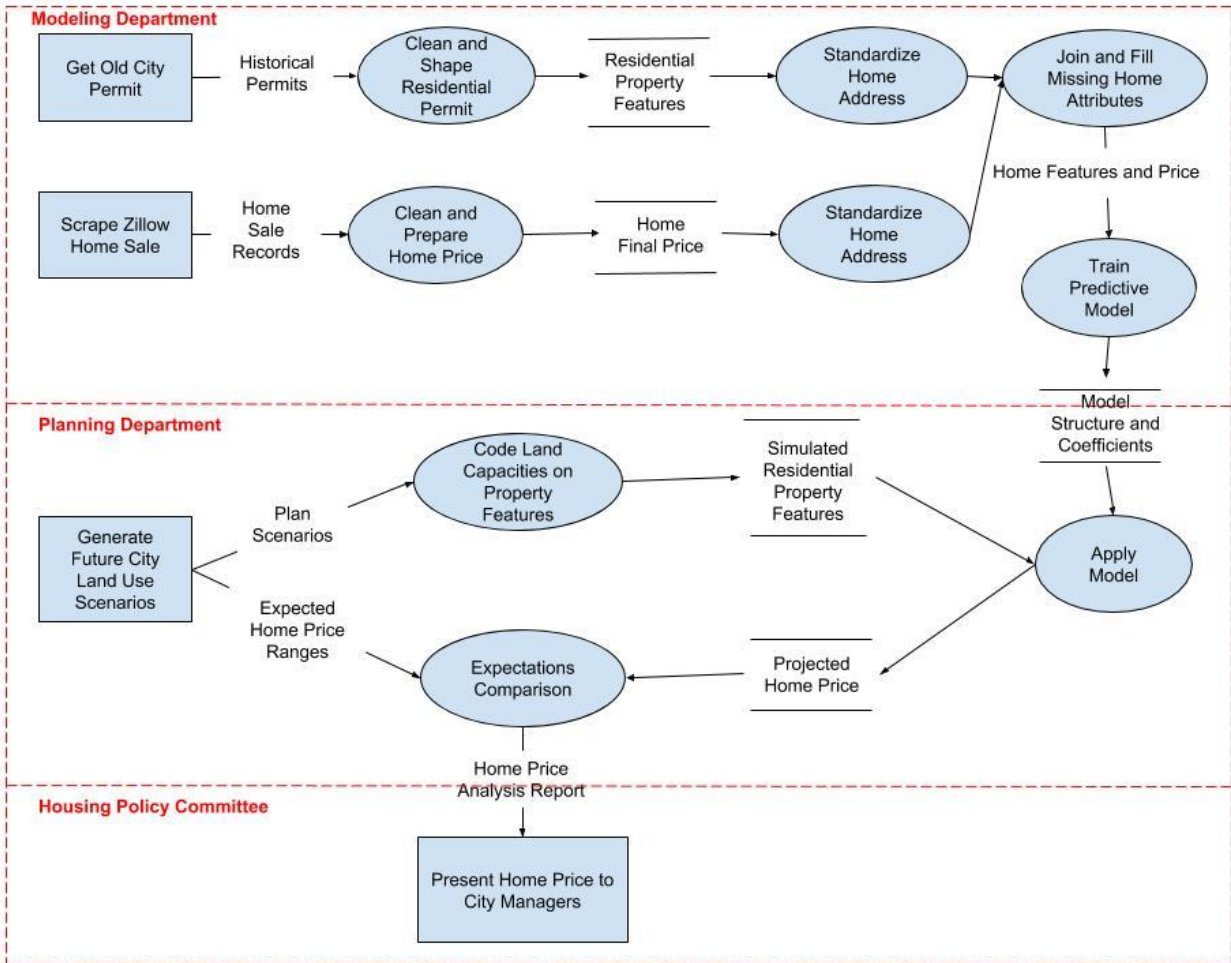 Modeling Department
Get Old City
Permit
Historical
Permits
Clean and
Shape
Residential
Permit
Residential
Property
Features
Standardize
Home
Address
Join and Fill
Missing Home
Attributes
Home Features and Price
Scrape Zillow
Home Sale
Home
Sale
Records
Clean and
Prepare
Home Price
Home
Final Price
Standardize
Home
Address
Train
Predictive
Model
Model
Structure and
Coefficients
Planning Department
Code Land
Capacities on
Property
Features
Simulated
Residential
Property
Features
Plan
Scenarios
Generate
Future City
Land Use
Scenarios
Apply
Model
Expected
Home Price
Ranges
Expectations
Comparison
Projected
Home Price
Home Price
Analysis Report
Housing Policy Committee
Present Home Price to
City Managers